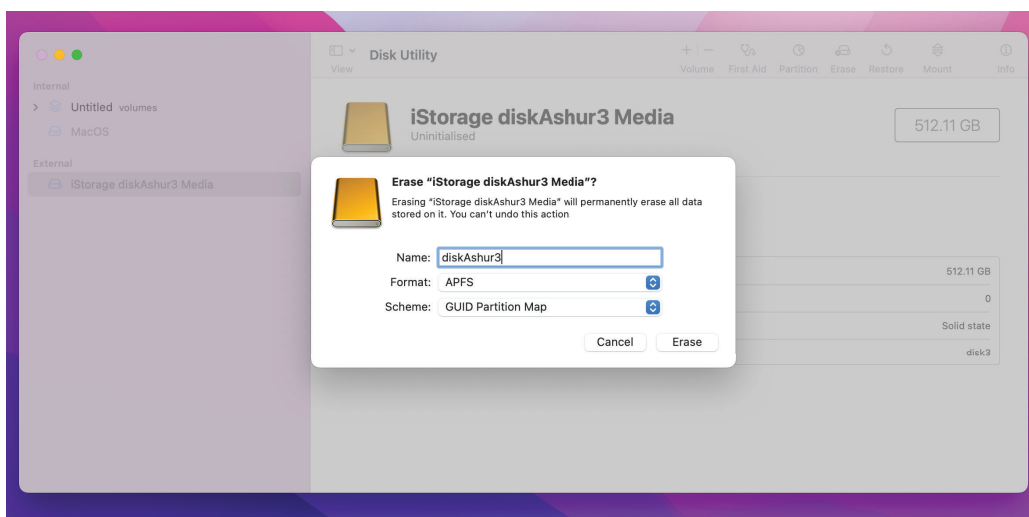 Disk Utility
View
Volume First Aid Partition Erase Restore Mount Info
Internal
Untitled volumes
MacOS
External
iStorage diskAshur3 Media
iStorage diskAshur3 Media
Uninitialised
512.11 GB
Erase “iStorage diskAshur3 Media”?
Erasing “iStorage diskAshur3 Media” will permanently erase all data
stored on it. You can’t undo this action
Name: diskAshur3
Format: APFS
Scheme: GUID Partition Map
Cancel Erase
512.11 GB
0
Solid state
disk3